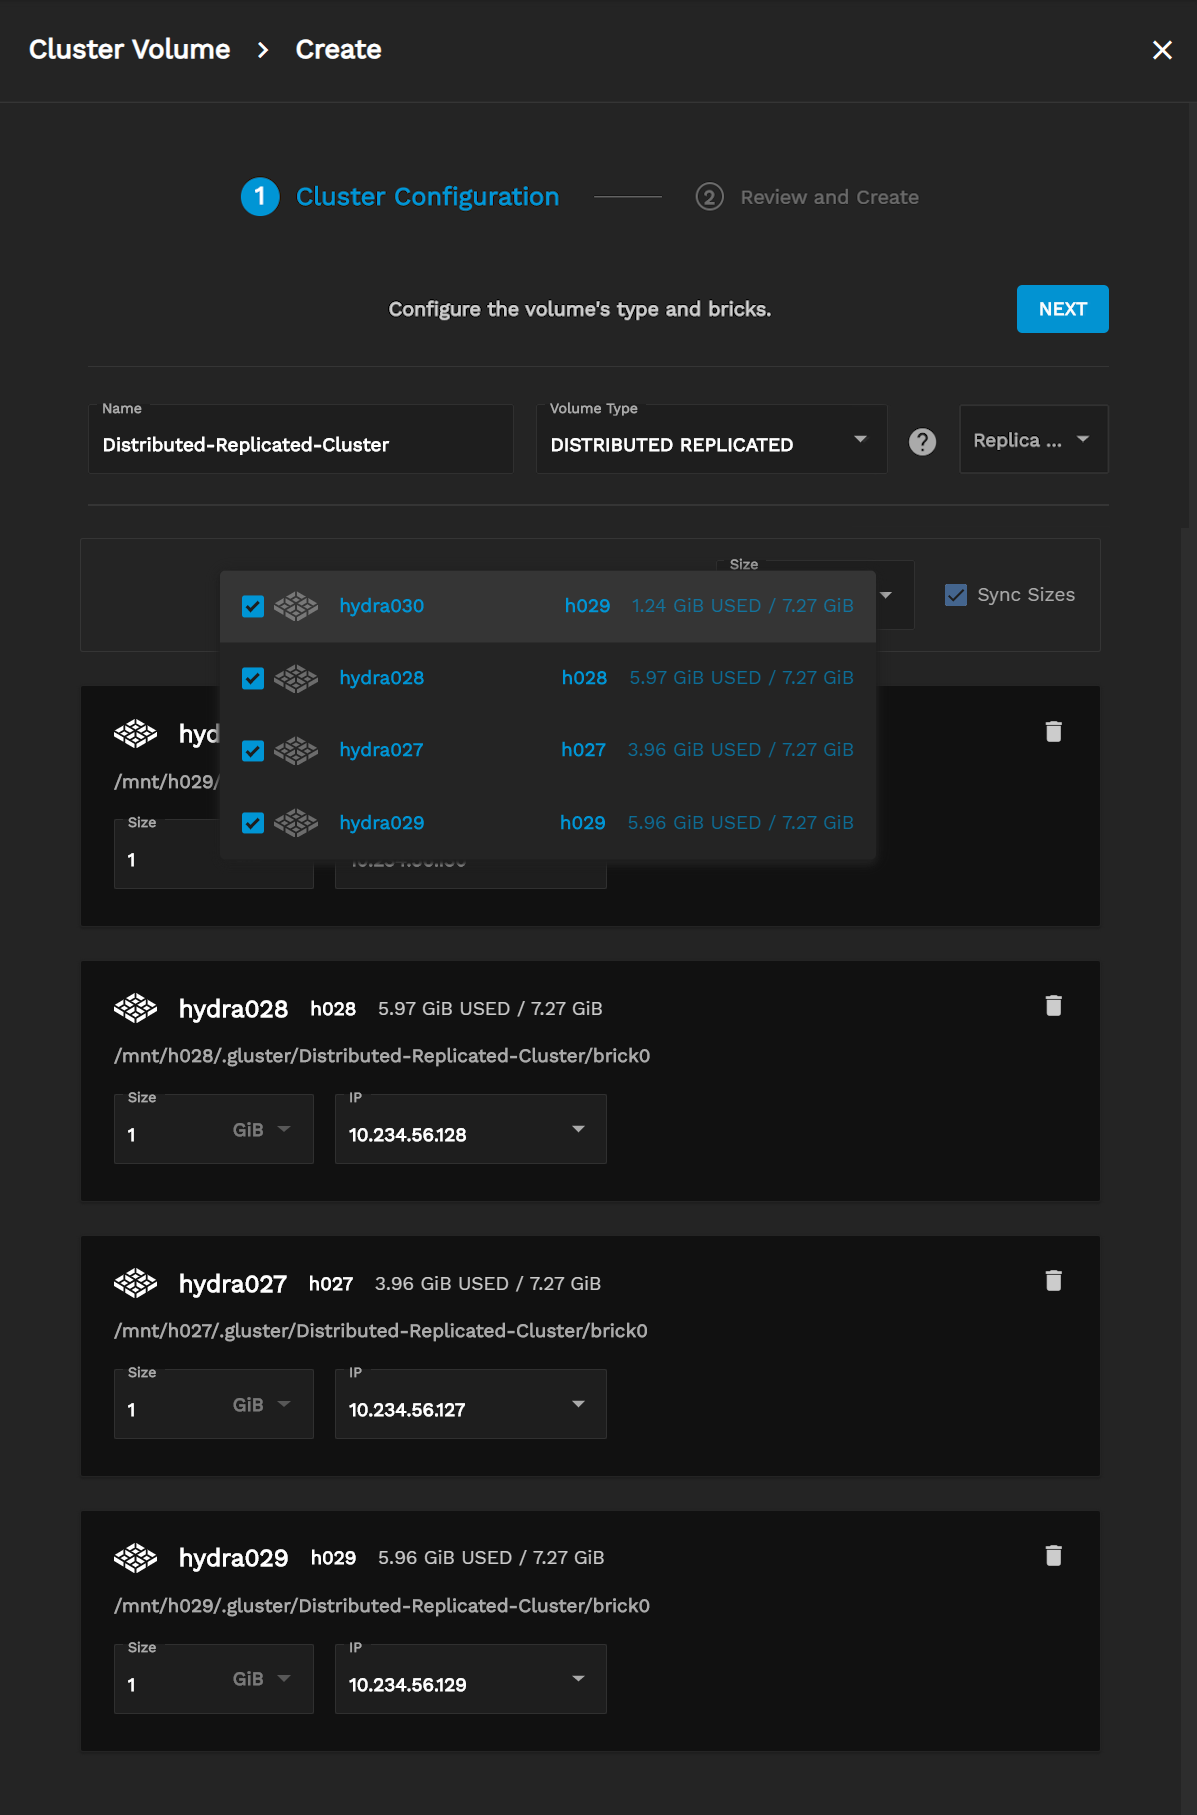 Cluster Volume > Create
1 Cluster Configuration
2 Review and Create
Configure the volume's type and bricks.
NEXT
Name
Distributed-Replicated-Cluster
Volume Type
DISTRIBUTED REPLICATED
?
Replica ...
Size
Sync Sizes
hydra030 h029 1.24 GiB USED / 7.27 GiB
hydra028 h028 5.97 GiB USED / 7.27 GiB
hydra027 h027 3.96 GiB USED / 7.27 GiB
hydra029 h029 5.96 GiB USED / 7.27 GiB
hyd
/mnt/h029/
Size
1
hydra028 h028 5.97 GiB USED / 7.27 GiB
/mnt/h028/.gluster/Distributed-Replicated-Cluster/brick0
Size
1 GiB
IP
10.234.56.128
hydra027 h027 3.96 GiB USED / 7.27 GiB
/mnt/h027/.gluster/Distributed-Replicated-Cluster/brick0
Size
1 GiB
IP
10.234.56.127
hydra029 h029 5.96 GiB USED / 7.27 GiB
/mnt/h029/.gluster/Distributed-Replicated-Cluster/brick0
Size
1 GiB
IP
10.234.56.129